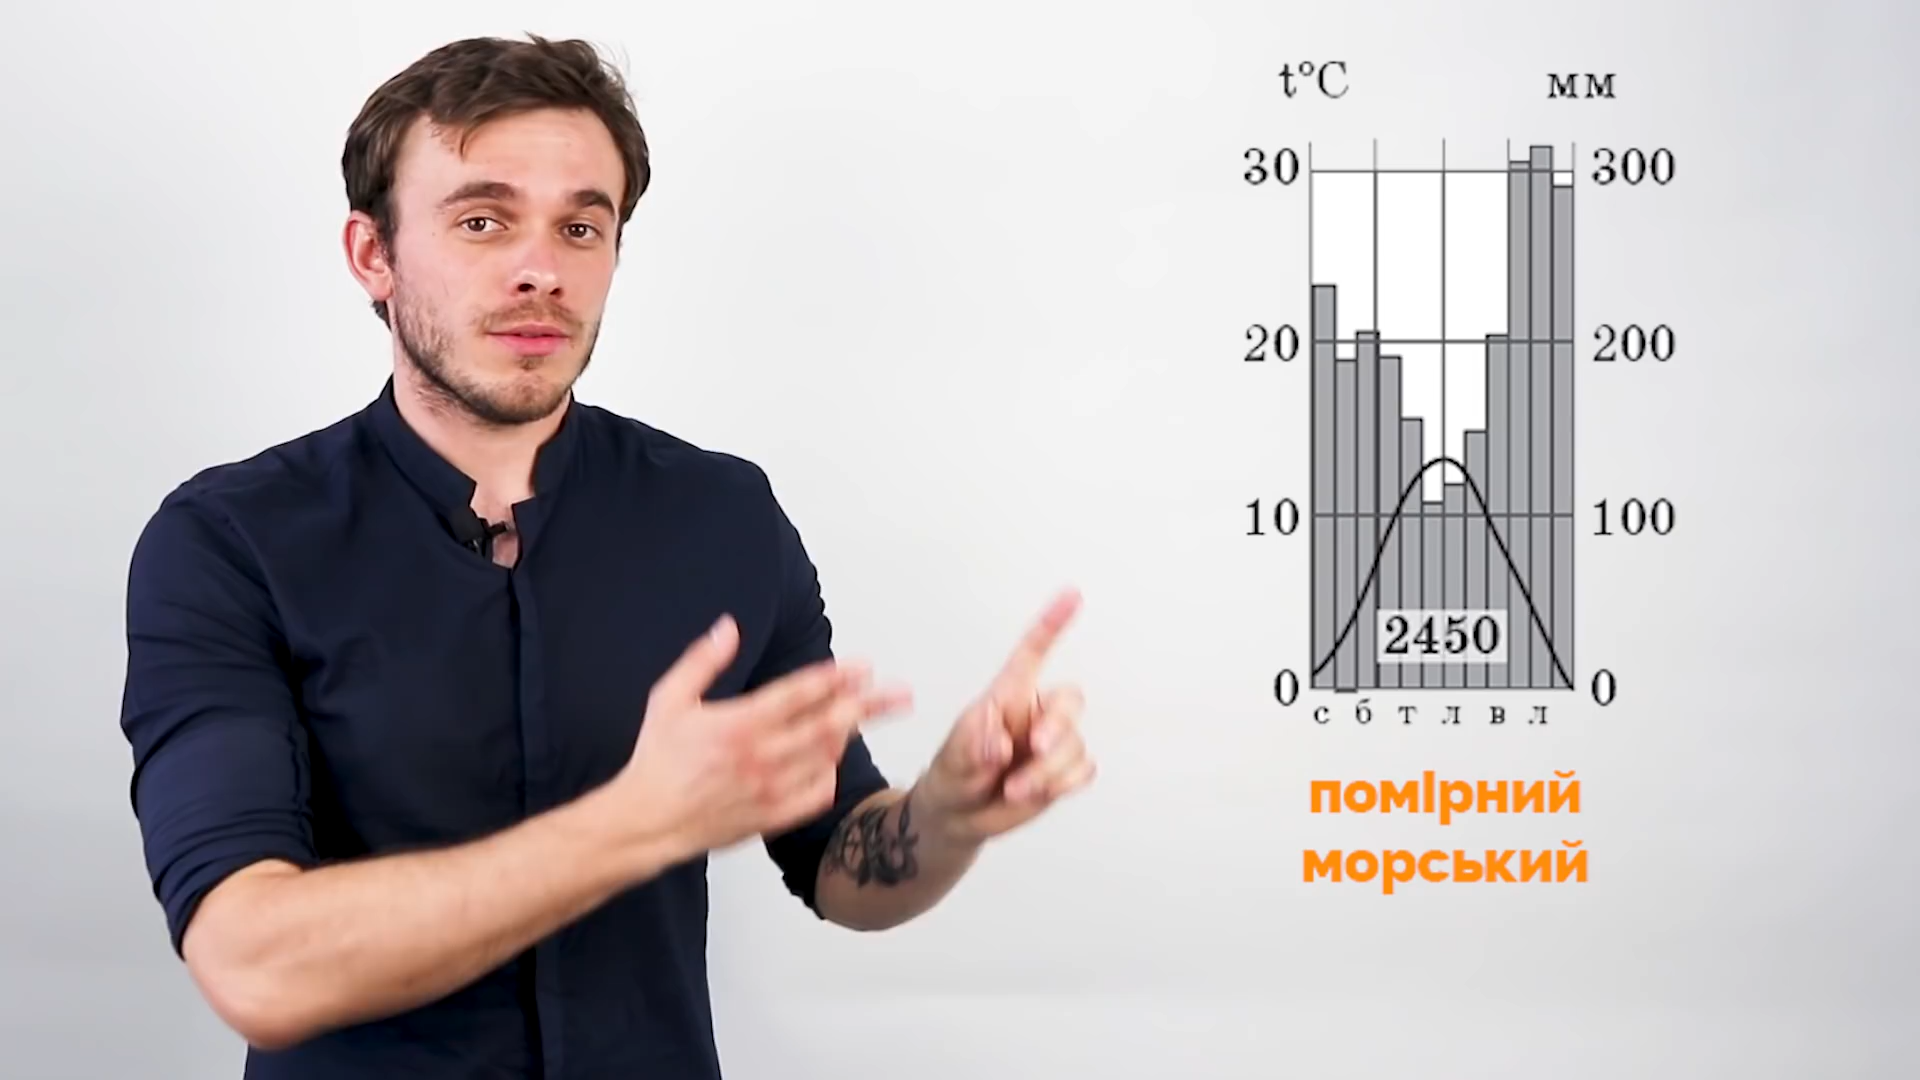 t°C мм
30 300
20 200
10 100
2450
0 0
с б т л в л
помірний
морський